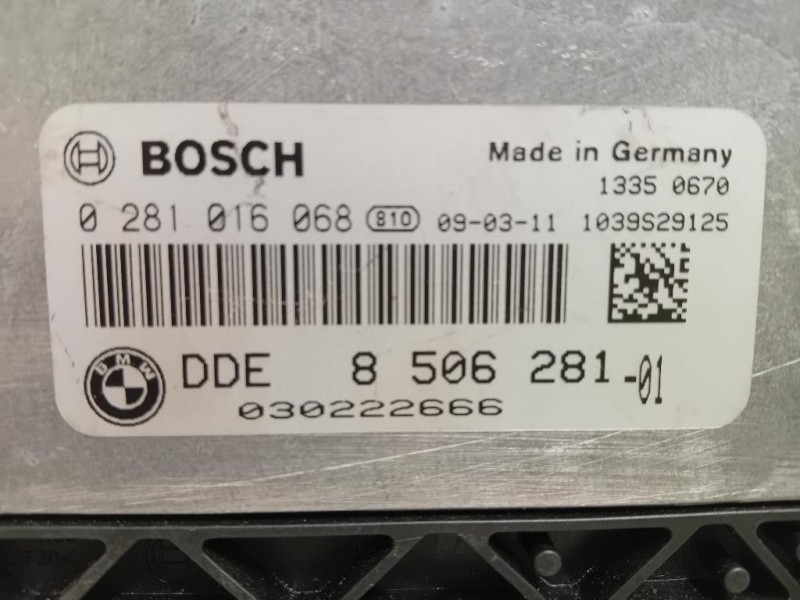 BOSCH
Made in Germany
1335 0670
0 281 016 068 810 09-03-11 1039S29125
BMW
DDE 8 506 281-01
030222666